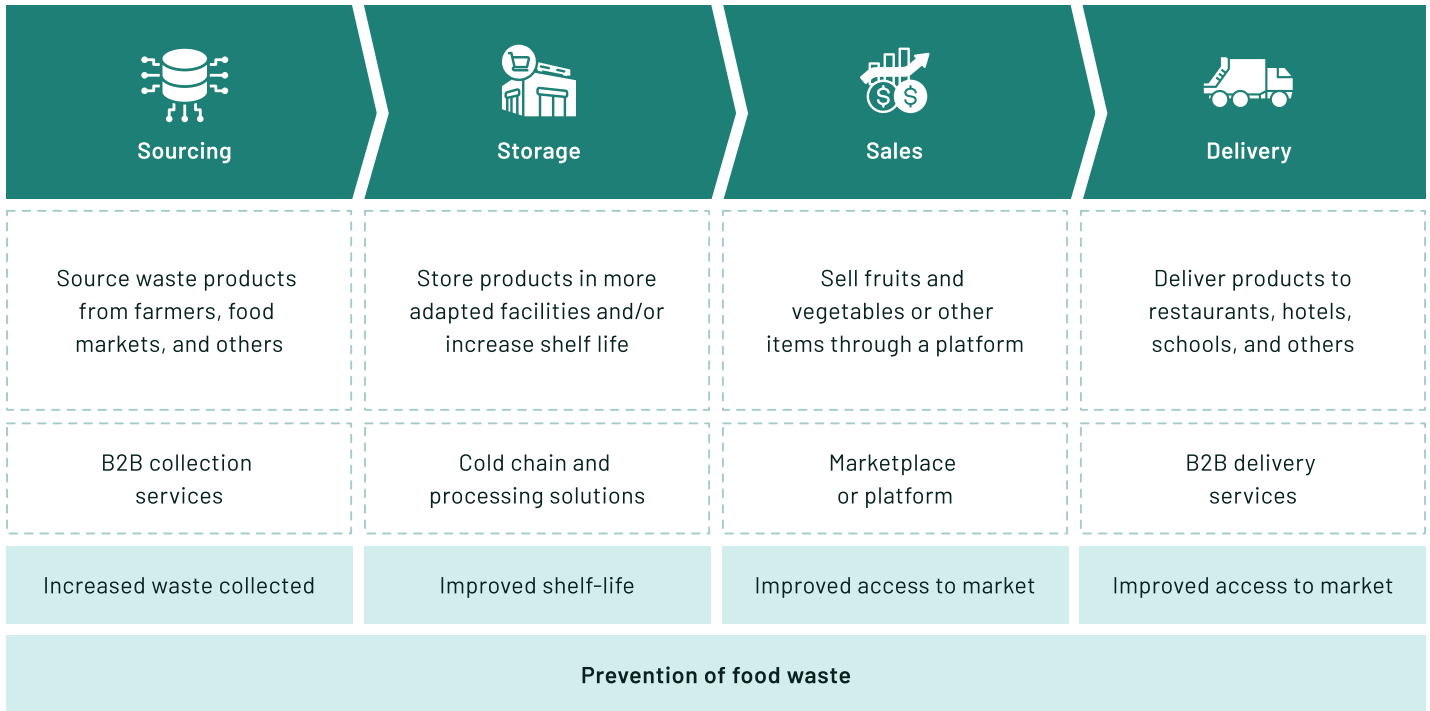 Sourcing
Storage
Sales
Delivery
Source waste products
from farmers, food
markets, and others
Store products in more
adapted facilities and/or
increase shelf life
Sell fruits and
vegetables or other
items through a platform
Deliver products to
restaurants, hotels,
schools, and others
B2B collection
services
Cold chain and
processing solutions
Marketplace
or platform
B2B delivery
services
Increased waste collected
Improved shelf-life
Improved access to market
Improved access to market
Prevention of food waste